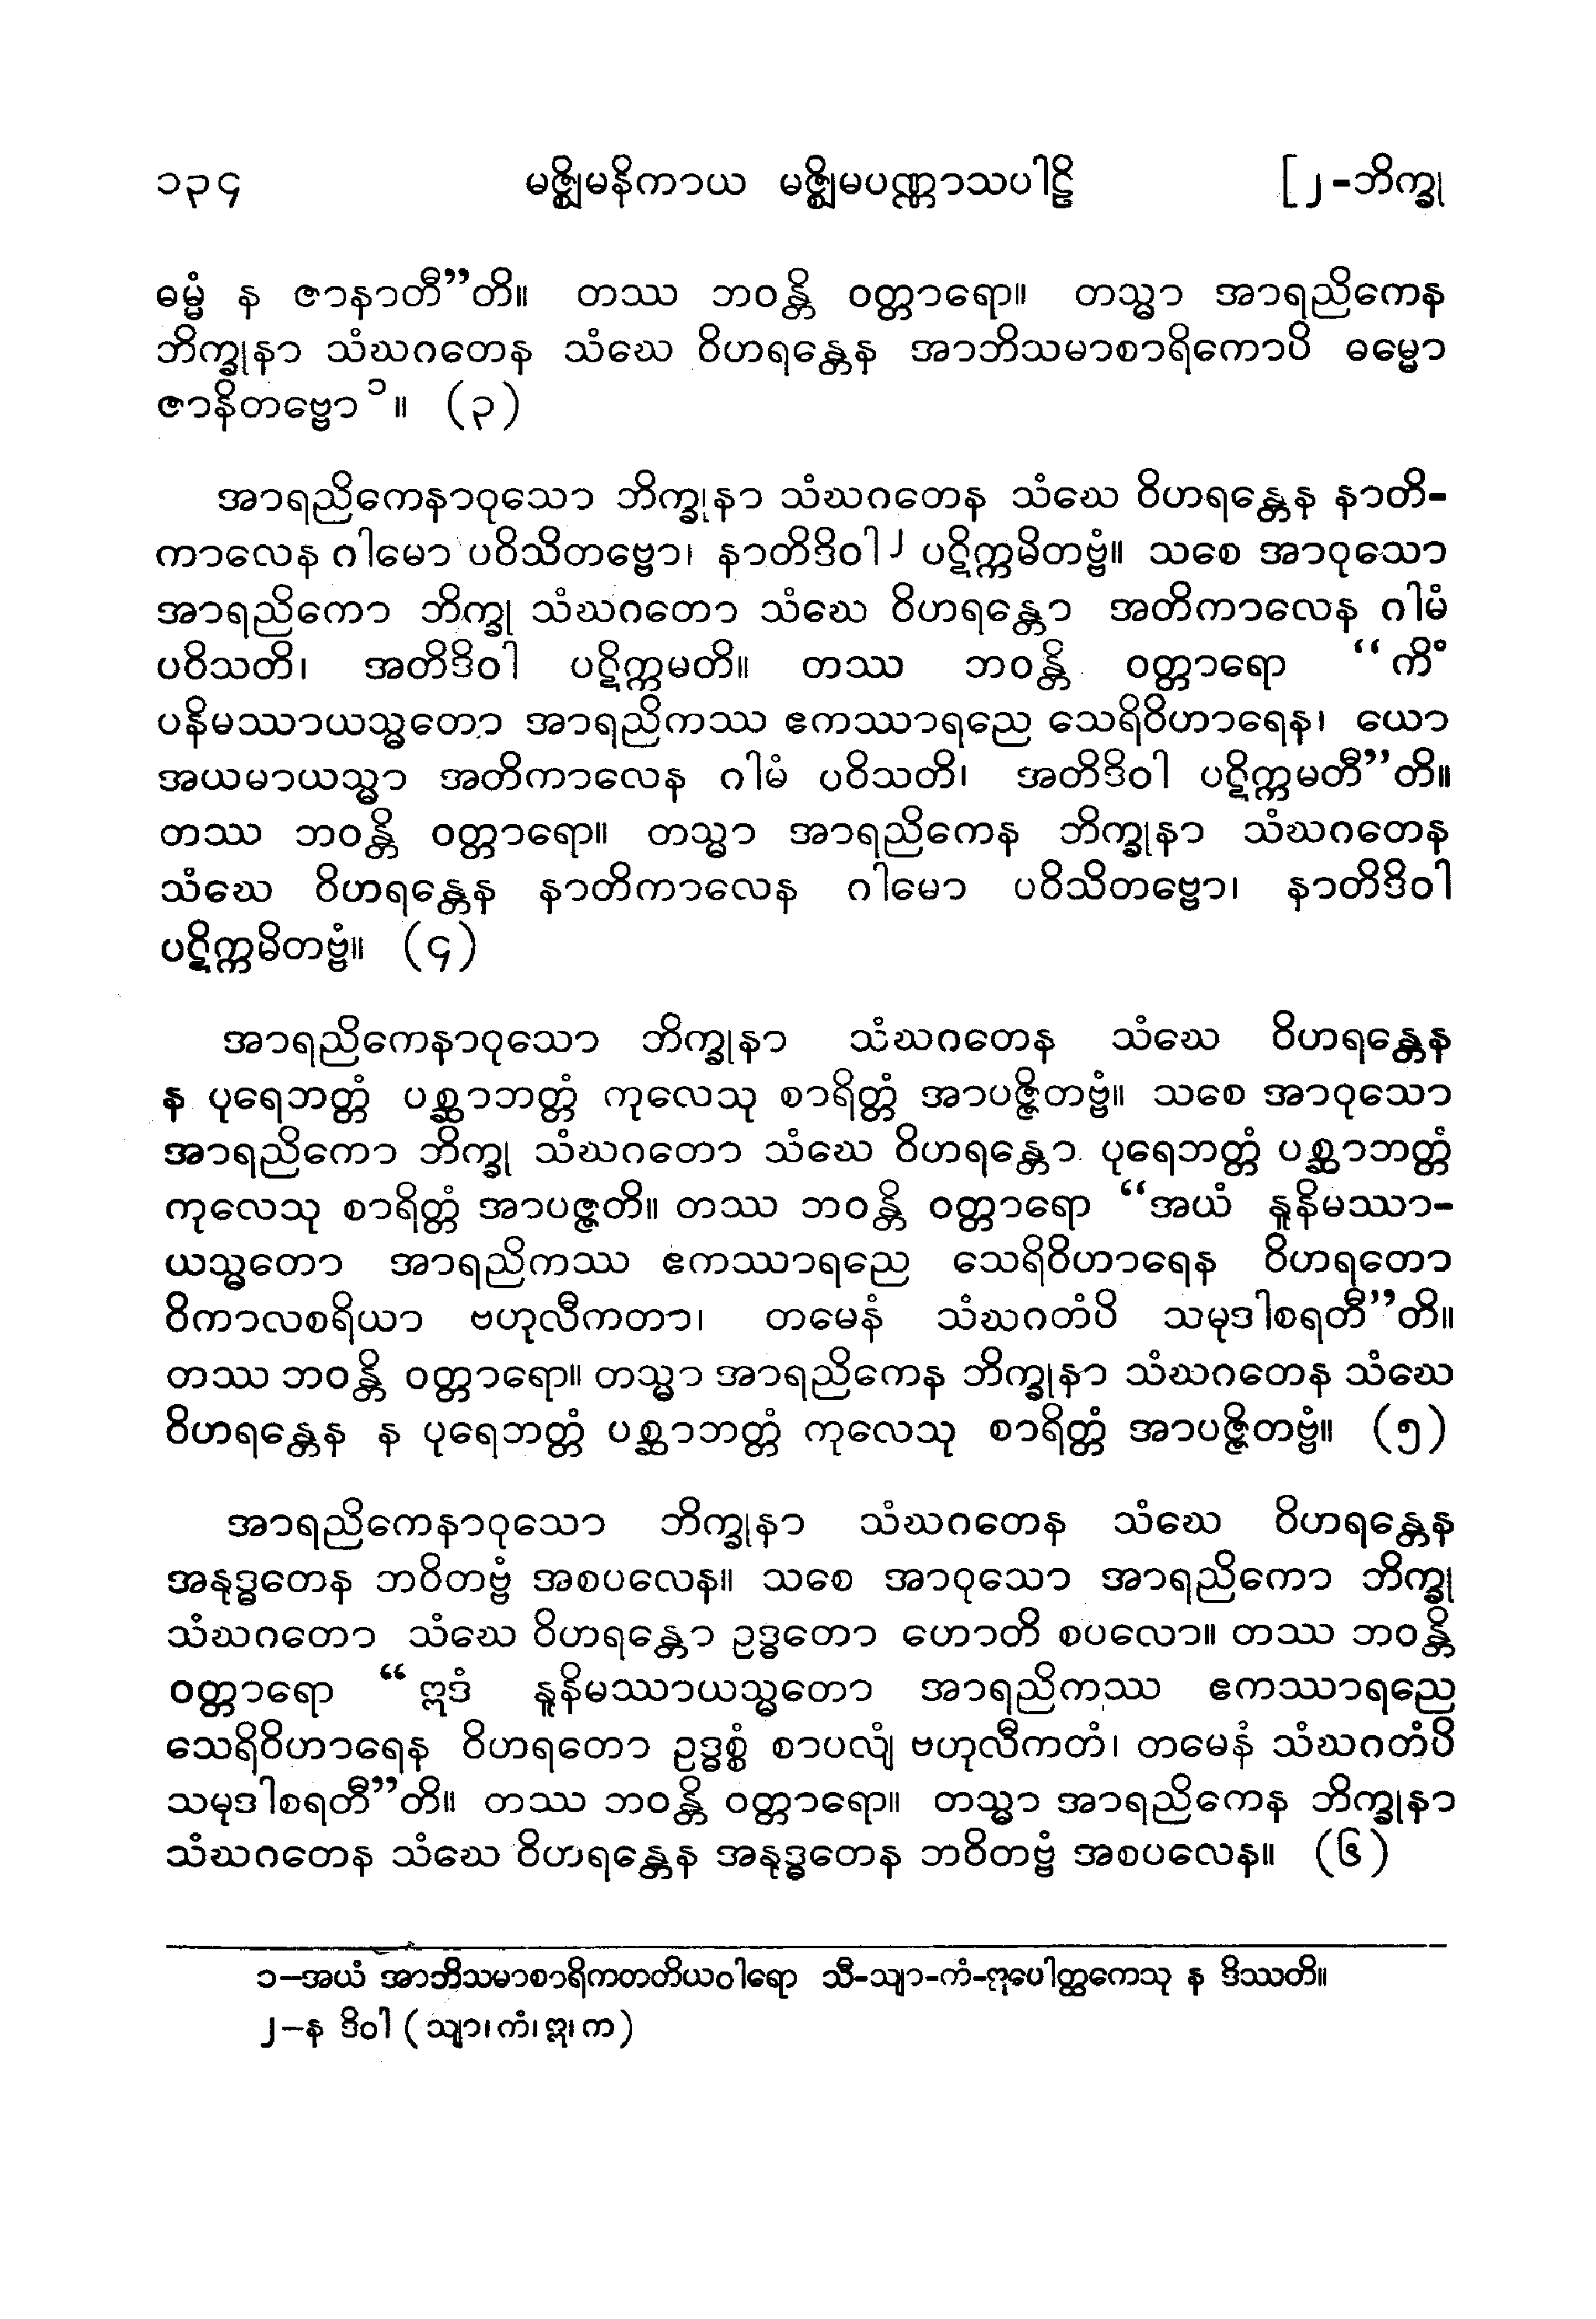 ၁၃၄ မဇ္ဈိမနိကာယ မဇ္ဈိမပဏ္ဏာသပါဠိ [၂-ဘိက္ခု
ဓမ္မံ န ဇာနာတီ”တိ။ တဿ ဘဝန္တိ ဝတ္တာရော။ တသ္မာ အာရညိကေန
ဘိက္ခုနာ သံဃဂတေန သံဃေ ဝိဟရန္တေန အာဘိသမာစာရိကောပိ ဓမ္မော
ဇာနိတဗ္ဗော ၁။ (၃)
အာရညိကေနာဝုသော ဘိက္ခုနာ သံဃဂတေန သံဃေ ဝိဟရန္တေန နာတိ-
ကာလေန ဂါမော ပဝိသိတဗ္ဗော၊ နာတိဒိဝါ ၂ ပဋိက္ကမိတဗ္ဗံ။ သစေ အာဝုသော
အာရညိကော ဘိက္ခု သံဃဂတော သံဃေ ဝိဟရန္တော အတိကာလေန ဂါမံ
ပဝိသတိ၊ အတိဒိဝါ ပဋိက္ကမတိ။ တဿ ဘဝန္တိ ဝတ္တာရော “ကိံ
ပနိမဿာယသ္မတော အာရညိကဿ ဧကဿာရညေ သေရိဝိဟာရေန၊ ယော
အယမာယသ္မာ အတိကာလေန ဂါမံ ပဝိသတိ၊ အတိဒိဝါ ပဋိက္ကမတီ”တိ။
တဿ ဘဝန္တိ ဝတ္တာရော။ တသ္မာ အာရညိကေန ဘိက္ခုနာ သံဃဂတေန
သံဃေ ဝိဟရန္တေန နာတိကာလေန ဂါမော ပဝိသိတဗ္ဗော၊ နာတိဒိဝါ
ပဋိက္ကမိတဗ္ဗံ။ (၄)
အာရညိကေနာဝုသော ဘိက္ခုနာ သံဃဂတေန သံဃေ ဝိဟရန္တေန
န ပုရေဘတ္တံ ပစ္ဆာဘတ္တံ ကုလေသု စာရိတ္တံ အာပဇ္ဇိတဗ္ဗံ။ သစေ အာဝုသော
အာရညိကော ဘိက္ခု သံဃဂတော သံဃေ ဝိဟရန္တော ပုရေဘတ္တံ ပစ္ဆာဘတ္တံ
ကုလေသု စာရိတ္တံ အာပဇ္ဇတိ။ တဿ ဘဝန္တိ ဝတ္တာရော “အယံ နူနိမဿာ-
ယသ္မတော အာရညိကဿ ဧကဿာရညေ သေရိဝိဟာရေန ဝိဟရတော
ဝိကာလစရိယာ ဗဟုလီကတာ၊ တမေနံ သံဃဂတံပိ သမုဒါစရတီ”တိ။
တဿ ဘဝန္တိ ဝတ္တာရော။ တသ္မာ အာရညိကေန ဘိက္ခုနာ သံဃဂတေန သံဃေ
ဝိဟရန္တေန န ပုရေဘတ္တံ ပစ္ဆာဘတ္တံ ကုလေသု စာရိတ္တံ အာပဇ္ဇိတဗ္ဗံ။ (၅)
အာရညိကေနာဝုသော ဘိက္ခုနာ သံဃဂတေန သံဃေ ဝိဟရန္တေန
အနုဒ္ဓတေန ဘဝိတဗ္ဗံ အစပလေန။ သစေ အာဝုသော အာရညိကော ဘိက္ခု
သံဃဂတော သံဃေ ဝိဟရန္တော ဥဒ္ဓတော ဟောတိ စပလော။ တဿ ဘဝန္တိ
ဝတ္တာရော “ဣဒံ နူနိမဿာယသ္မတော အာရညိကဿ ဧကဿာရညေ
သေရိဝိဟာရေန ဝိဟရတော ဥဒ္ဓစ္စံ စာပလျံ ဗဟုလီကတံ၊ တမေနံ သံဃဂတံပိ
သမုဒါစရတီ”တိ။ တဿ ဘဝန္တိ ဝတ္တာရော။ တသ္မာ အာရညိကေန ဘိက္ခုနာ
သံဃဂတေန သံဃေ ဝိဟရန္တေန အနုဒ္ဓတေန ဘဝိတဗ္ဗံ အစပလေန။ (၆)
၁–အယံ အာဘိသမာစာရိကတတိယဝါရော သီ-သျာ-ကံ-ဣပေါတ္ထကေသု န ဒိဿတိ။
၂–န ဒိဝါ (သျာ၊ ကံ၊ ဣ၊ က)